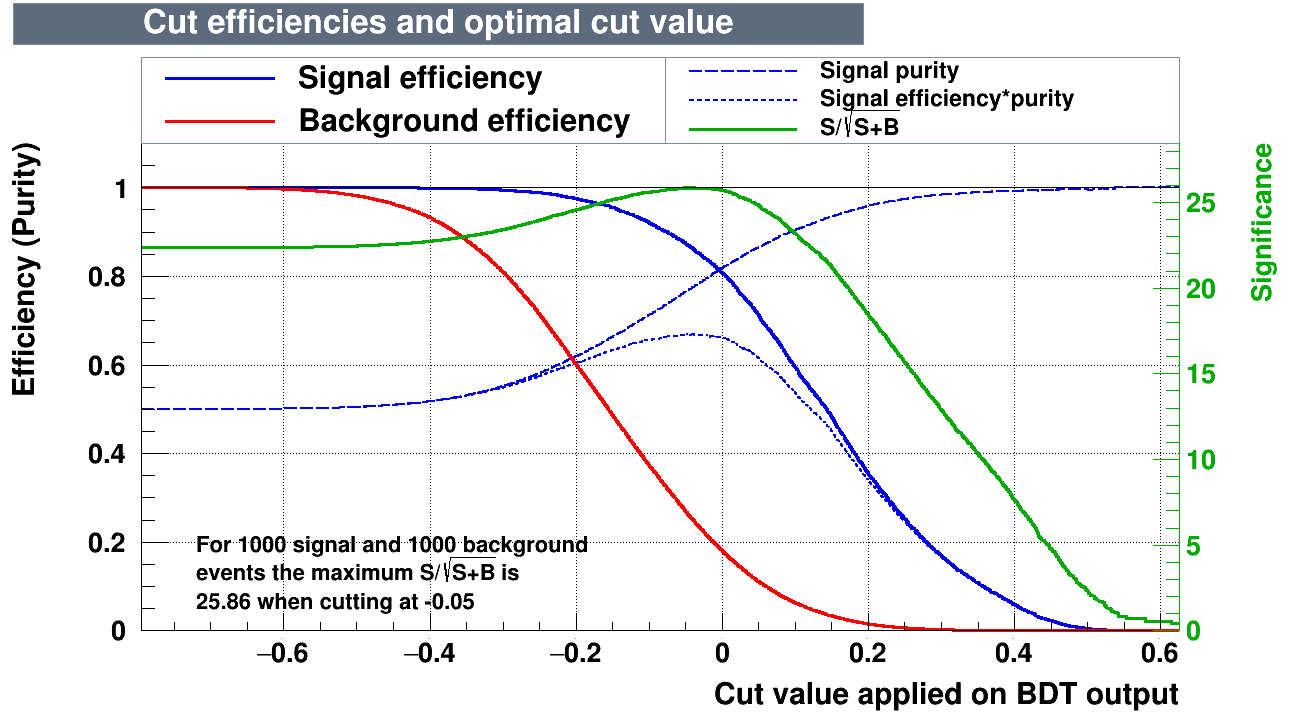 Cut efficiencies and optimal cut value
Signal efficiency
Background efficiency
Signal purity
Signal efficiency*purity
S/√S+B
Efficiency (Purity)
1
0.8
0.6
0.4
0.2
0
Significance
25
20
15
10
5
0
For 1000 signal and 1000 background
events the maximum S/√S+B is
25.86 when cutting at -0.05
−0.6 −0.4 −0.2 0 0.2 0.4 0.6
Cut value applied on BDT output